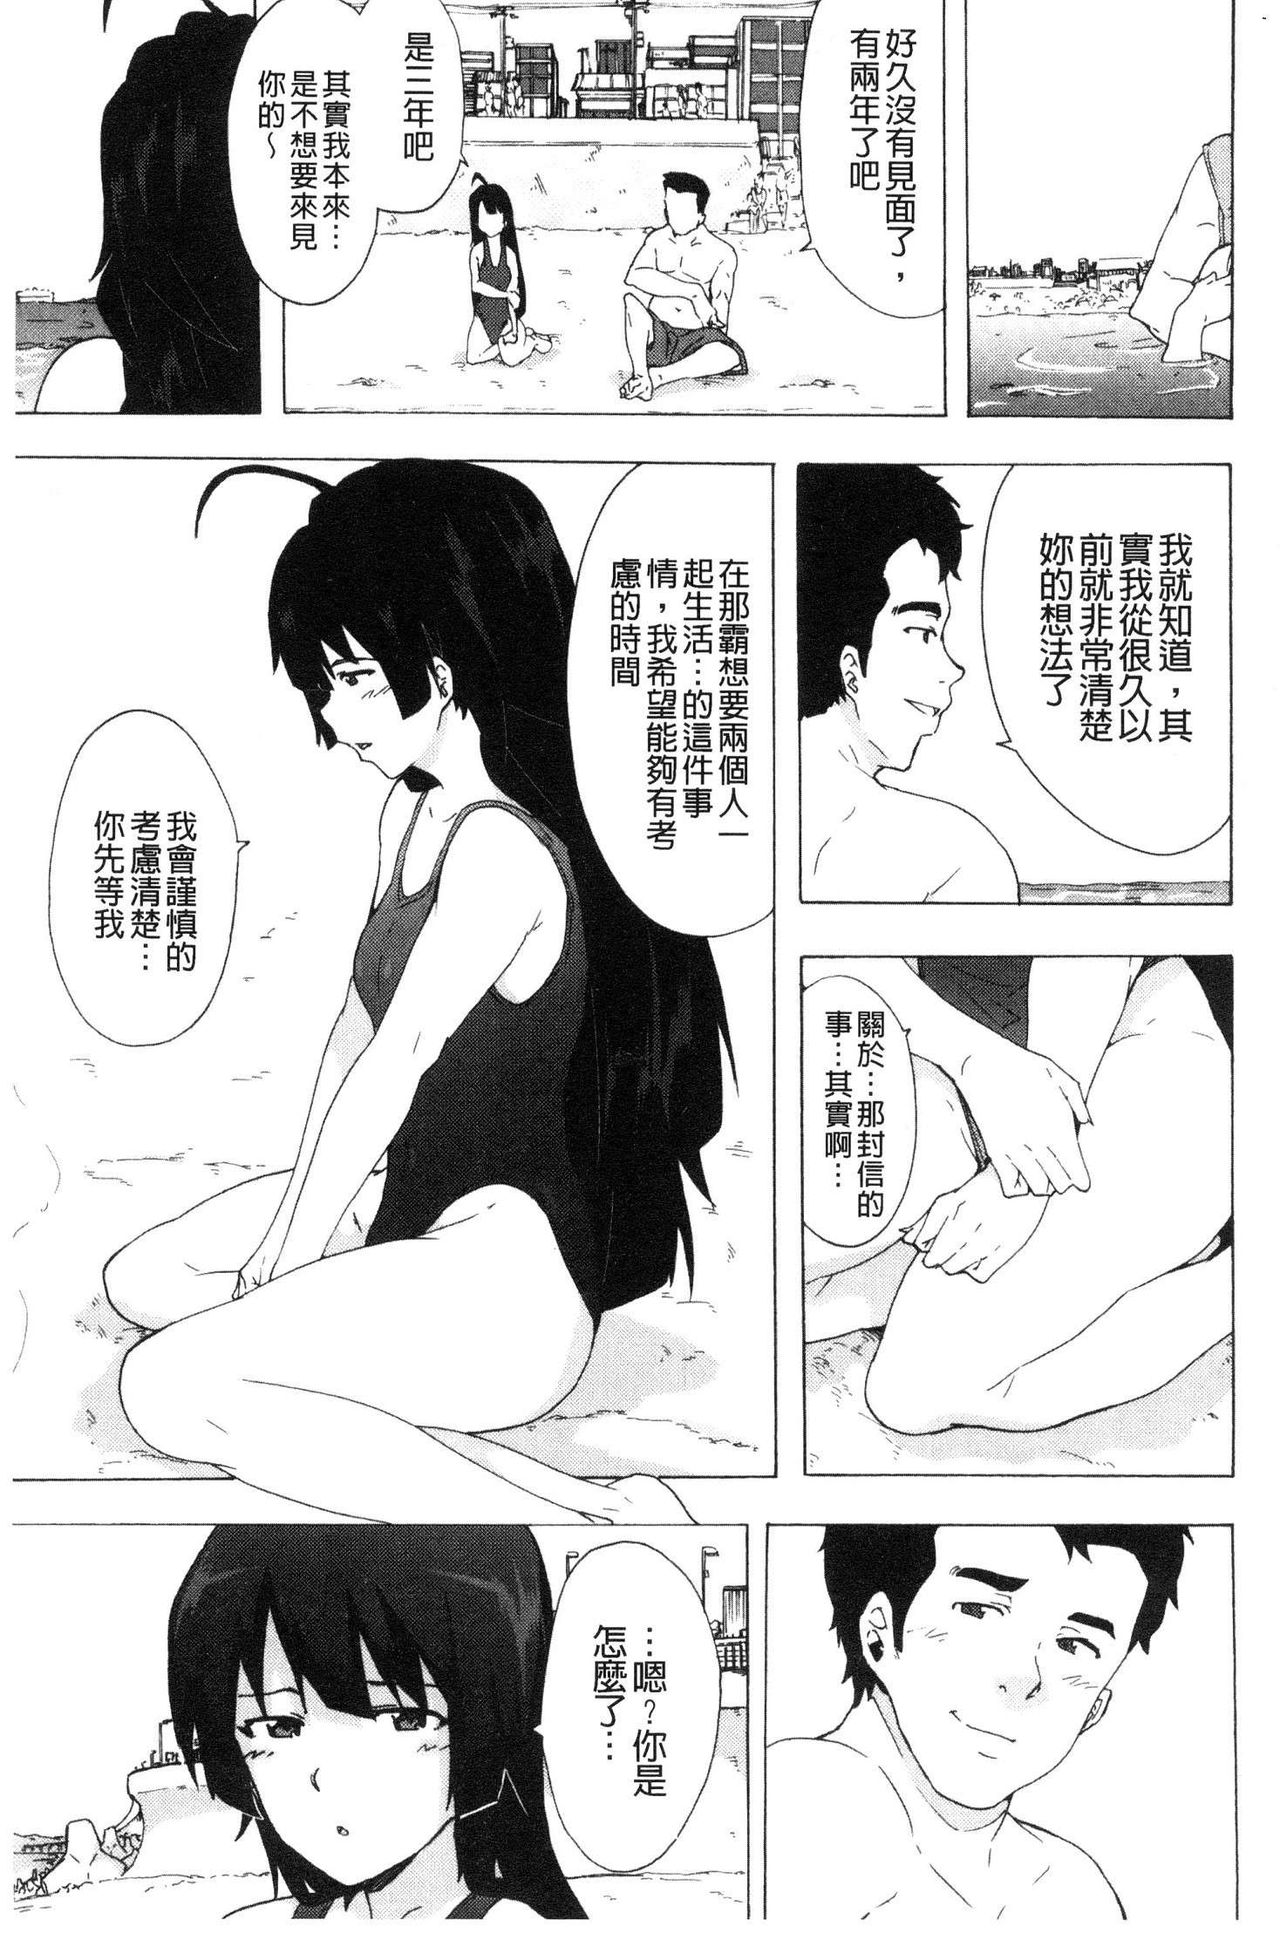 好久沒有見面了，
有兩年了吧
是三年吧
其實我本來…
是不想要來見
你的～
我就知道，其
實我從很久以
前就非常清楚
妳的想法了
關於…那封信的
事…其實啊…
在那霸想要兩個人一
起生活…的這件事
情，我希望能夠有考
慮的時間
我會謹慎的
考慮清楚…
你先等我
…嗯？你是
怎麼了…